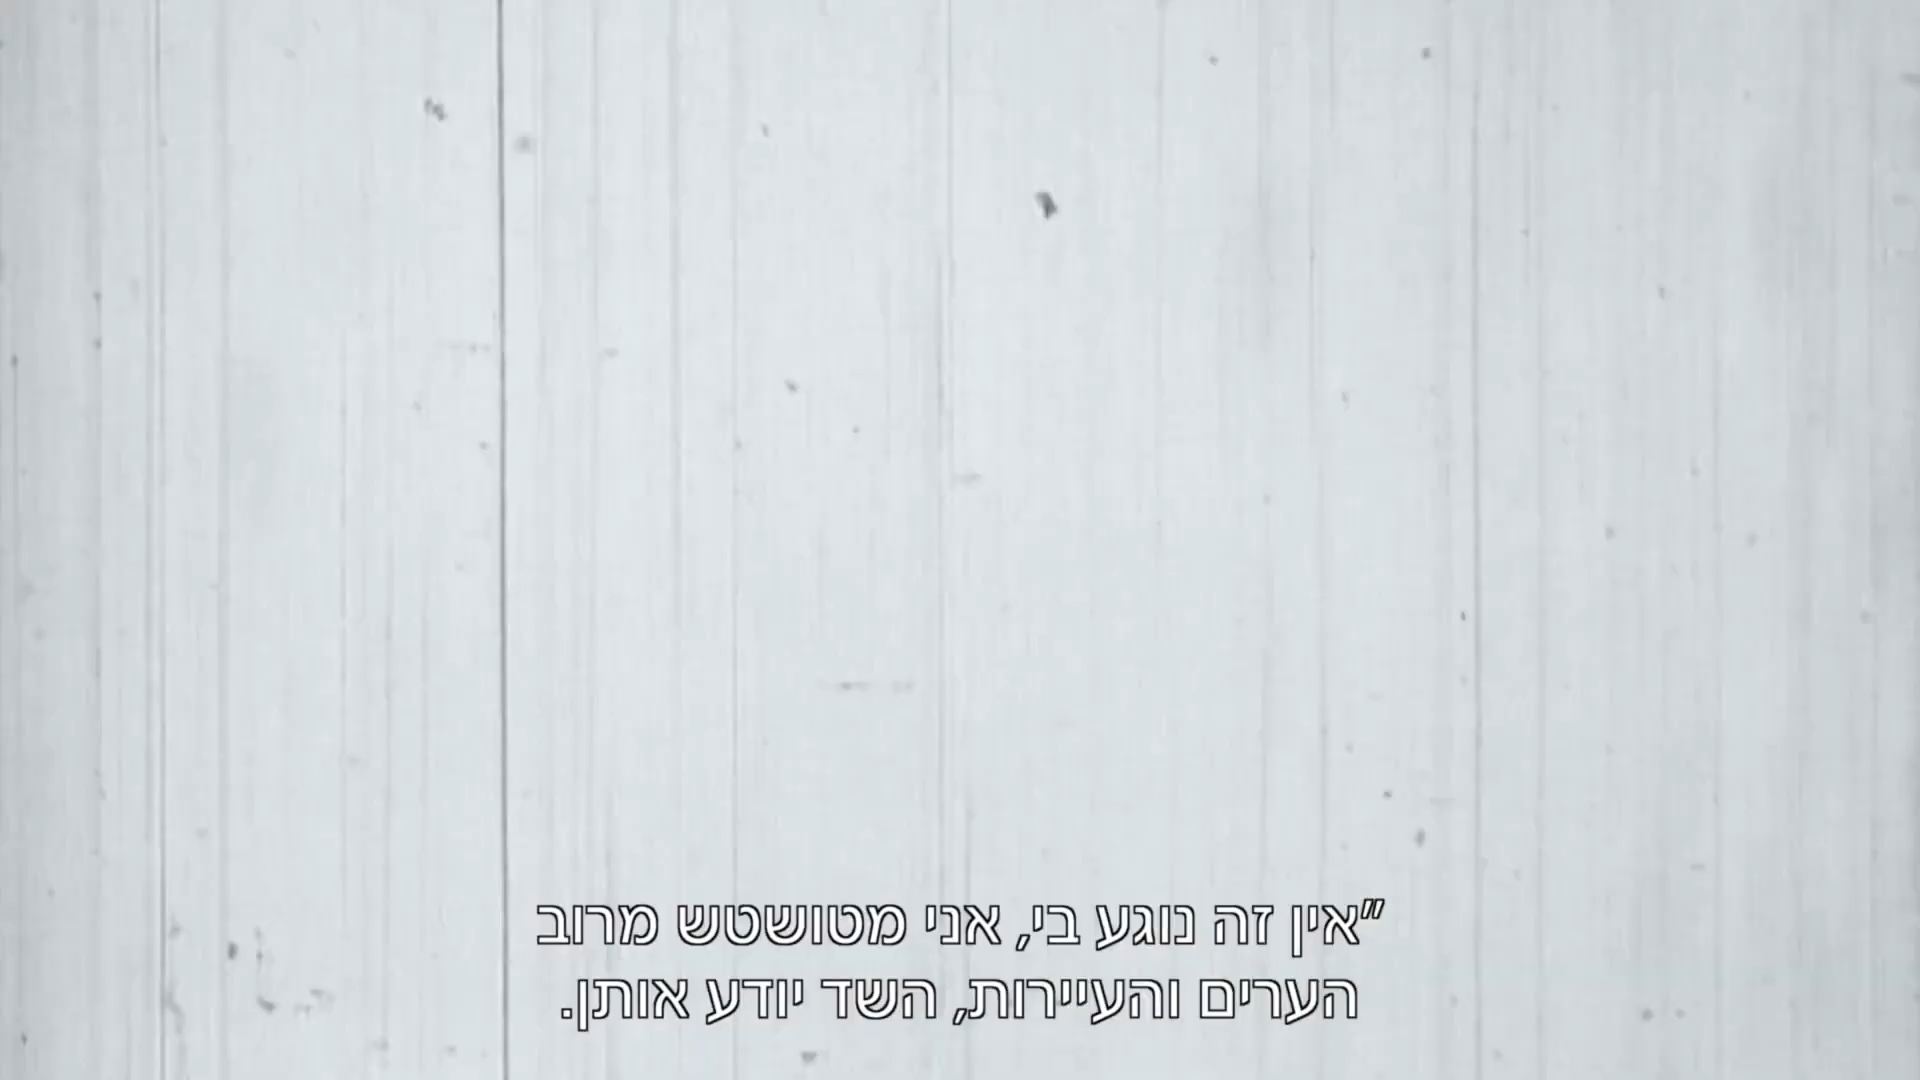 "אין זה נוגע בי, אני מטושטש מרוב
הערים והעיירות, השד יודע אותן.